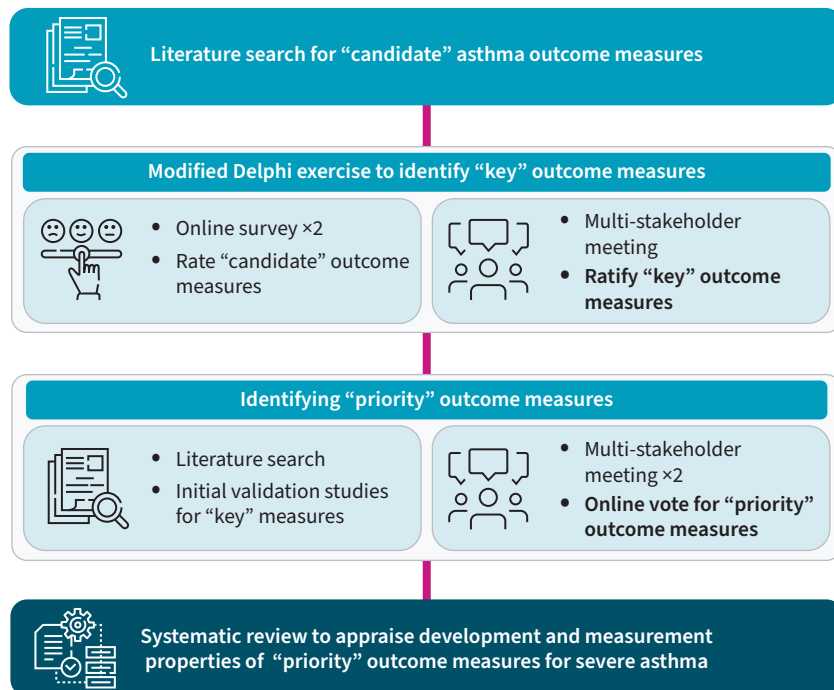 Literature search for “candidate” asthma outcome measures
Modified Delphi exercise to identify “key” outcome measures
• Online survey ×2
• Rate “candidate” outcome
measures
• Multi-stakeholder
meeting
• Ratify “key” outcome
measures
Identifying “priority” outcome measures
• Literature search
• Initial validation studies
for “key” measures
• Multi-stakeholder
meeting ×2
• Online vote for “priority”
outcome measures
Systematic review to appraise development and measurement
properties of “priority” outcome measures for severe asthma